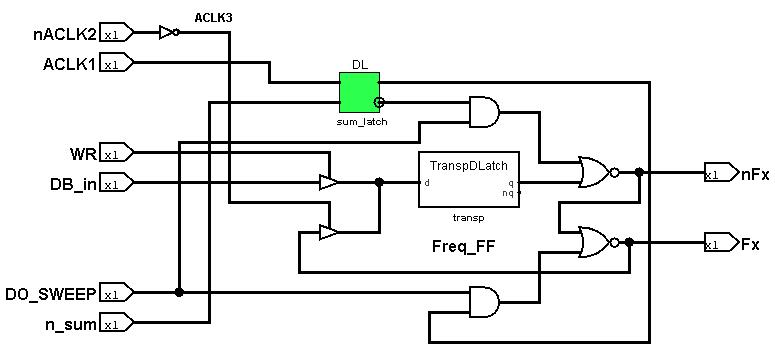 ACLK3
nACLK2 x1
ACLK1 x1
DL
sum_latch
WR x1
DB_in x1
TranspDLatch
d q
nq
transp
x1 nFx
Freq_FF
x1 Fx
DO_SWEEP x1
n_sum x1